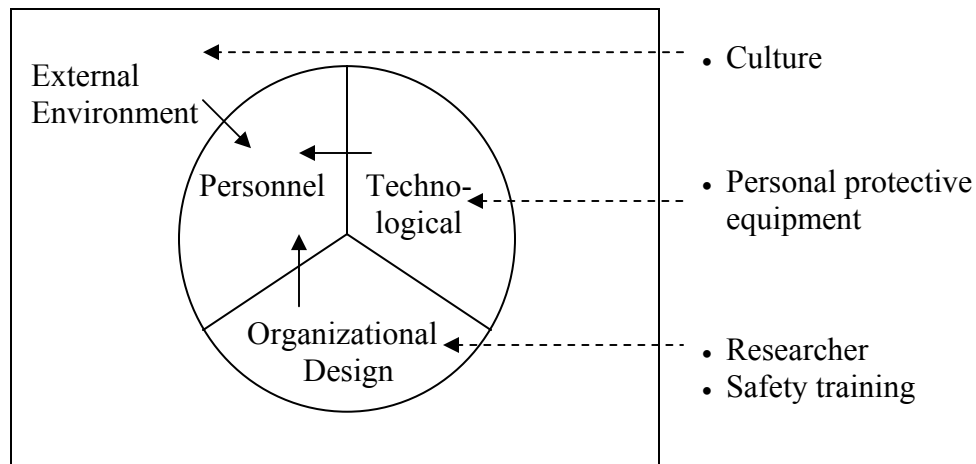 External
Environment
Personnel
Techno-
logical
Organizational
Design
• Culture
• Personal protective
equipment
• Researcher
• Safety training